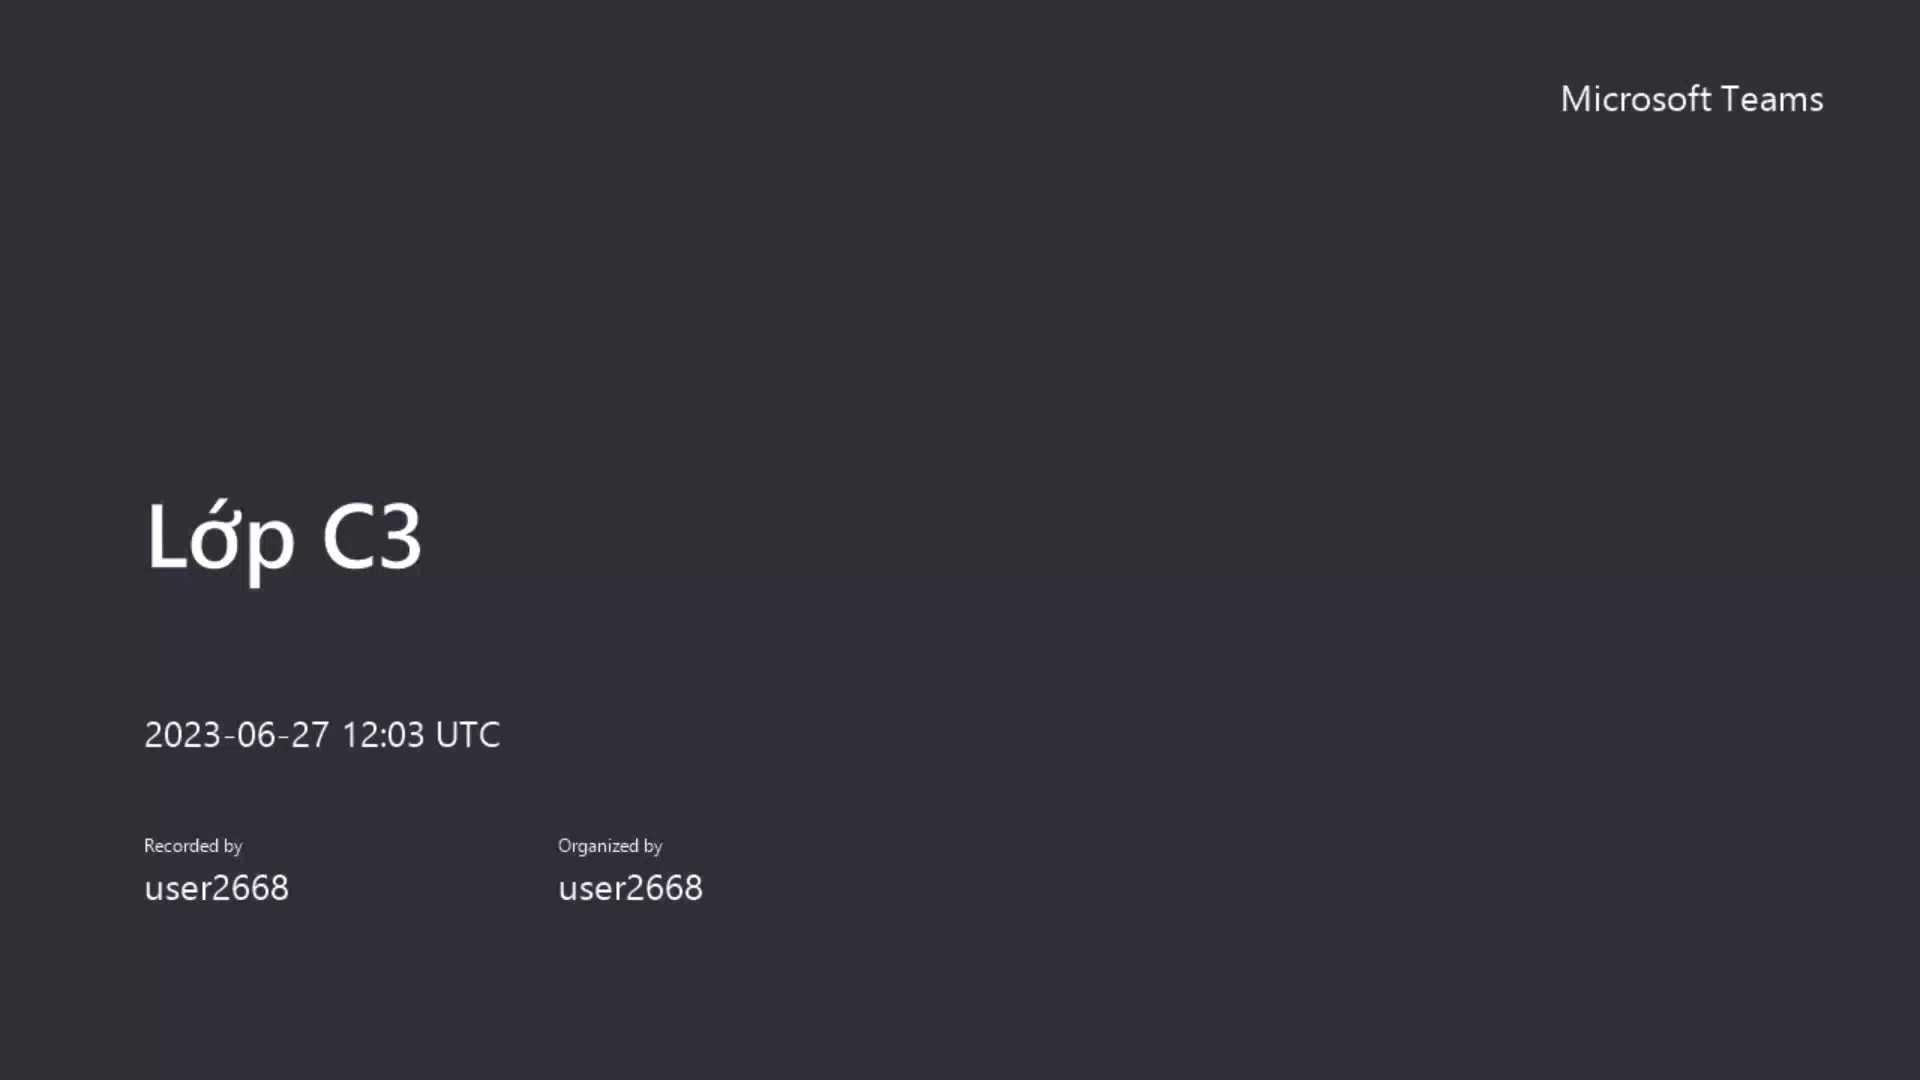 Microsoft Teams
Lớp C3
2023-06-27 12:03 UTC
Recorded by
user2668
Organized by
user2668